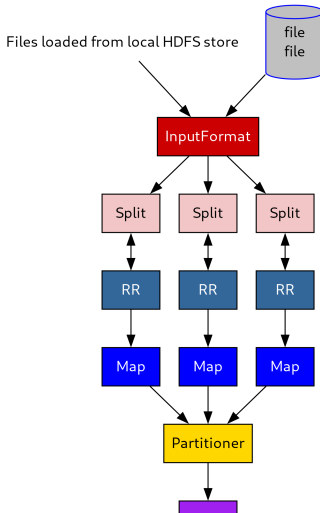 file
Files loaded from local HDFS store
file
InputFormat
Split Split Split
RR RR RR
Map Map Map
Partitioner